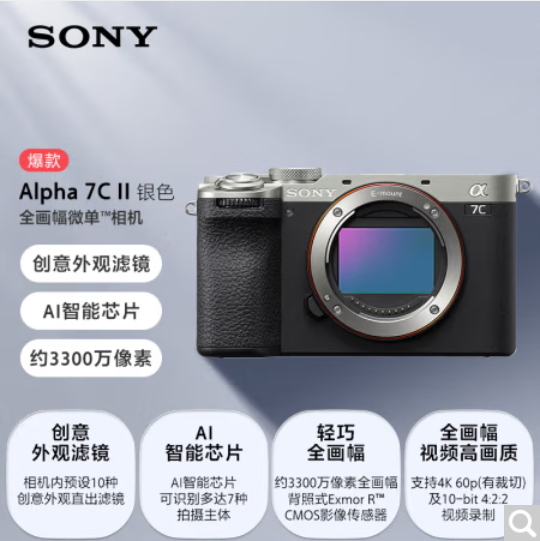 SONY
爆款
Alpha 7C II 银色
全画幅微单™相机
创意外观滤镜
AI智能芯片
约3300万像素
SONY
E-mount
α
7C
创意
外观滤镜
相机内预设10种
创意外观直出滤镜
AI
智能芯片
AI智能芯片
可识别多达7种
拍摄主体
轻巧
全画幅
约3300万像素全画幅
背照式Exmor R™
CMOS影像传感器
全画幅
视频高画质
支持4K 60p(有裁切)
及10-bit 4:2:2
视频录制